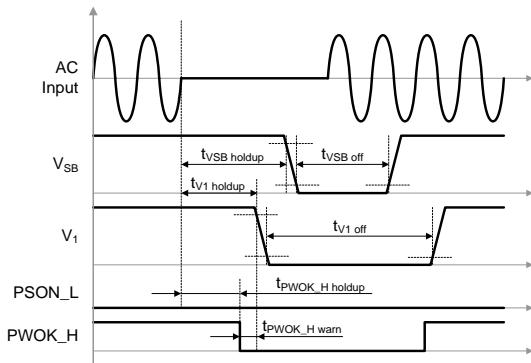 AC
Input
VSB
tVSB holdup
tVSB off
tV1 holdup
V1
tV1 off
PSON_L
tPWOK_H holdup
PWOK_H
tPWOK_H warn